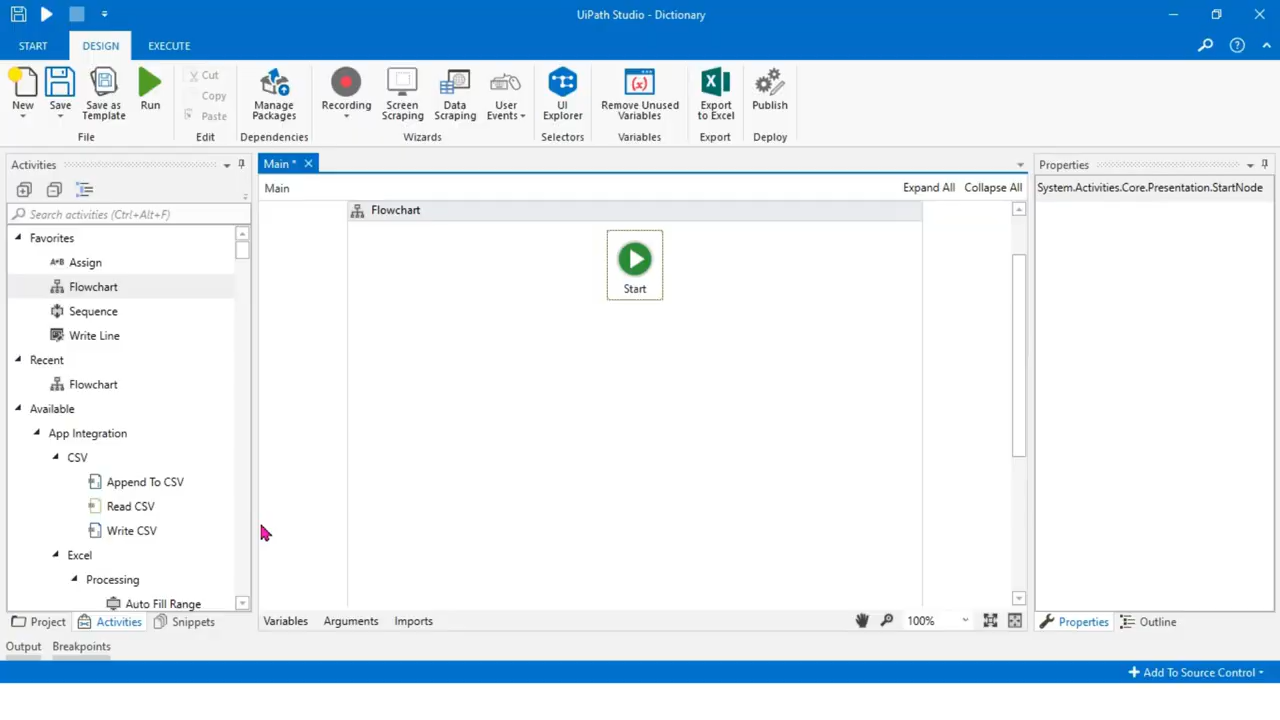 UiPath Studio - Dictionary
START DESIGN EXECUTE
New Save Save as Template Run Cut Copy Paste Manage Packages Recording Screen Scraping Data Scraping User Events UI Explorer Remove Unused Variables Export to Excel Publish
File Edit Dependencies Wizards Selectors Variables Export Deploy
Activities
Search activities (Ctrl+Alt+F)
Favorites
Assign
Flowchart
Sequence
Write Line
Recent
Flowchart
Available
App Integration
CSV
Append To CSV
Read CSV
Write CSV
Excel
Processing
Auto Fill Range
Project Activities Snippets
Main *
Main Expand All Collapse All
Flowchart
Start
Variables Arguments Imports 100%
Properties
System.Activities.Core.Presentation.StartNode
Properties Outline
Output Breakpoints
Add To Source Control